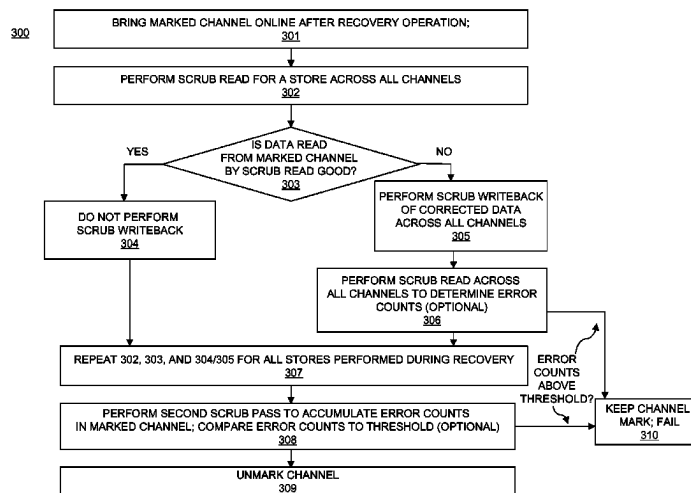 300
BRING MARKED CHANNEL ONLINE AFTER RECOVERY OPERATION;
301
PERFORM SCRUB READ FOR A STORE ACROSS ALL CHANNELS
302
IS DATA READ
FROM MARKED CHANNEL
BY SCRUB READ GOOD?
303
YES
NO
DO NOT PERFORM
SCRUB WRITEBACK
304
PERFORM SCRUB WRITEBACK
OF CORRECTED DATA
ACROSS ALL CHANNELS
305
PERFORM SCRUB READ ACROSS
ALL CHANNELS TO DETERMINE ERROR
COUNTS (OPTIONAL)
306
REPEAT 302, 303, AND 304/305 FOR ALL STORES PERFORMED DURING RECOVERY
307
ERROR
COUNTS
ABOVE
THRESHOLD?
PERFORM SECOND SCRUB PASS TO ACCUMULATE ERROR COUNTS
IN MARKED CHANNEL; COMPARE ERROR COUNTS TO THRESHOLD (OPTIONAL)
308
KEEP CHANNEL
MARK; FAIL
310
UNMARK CHANNEL
309